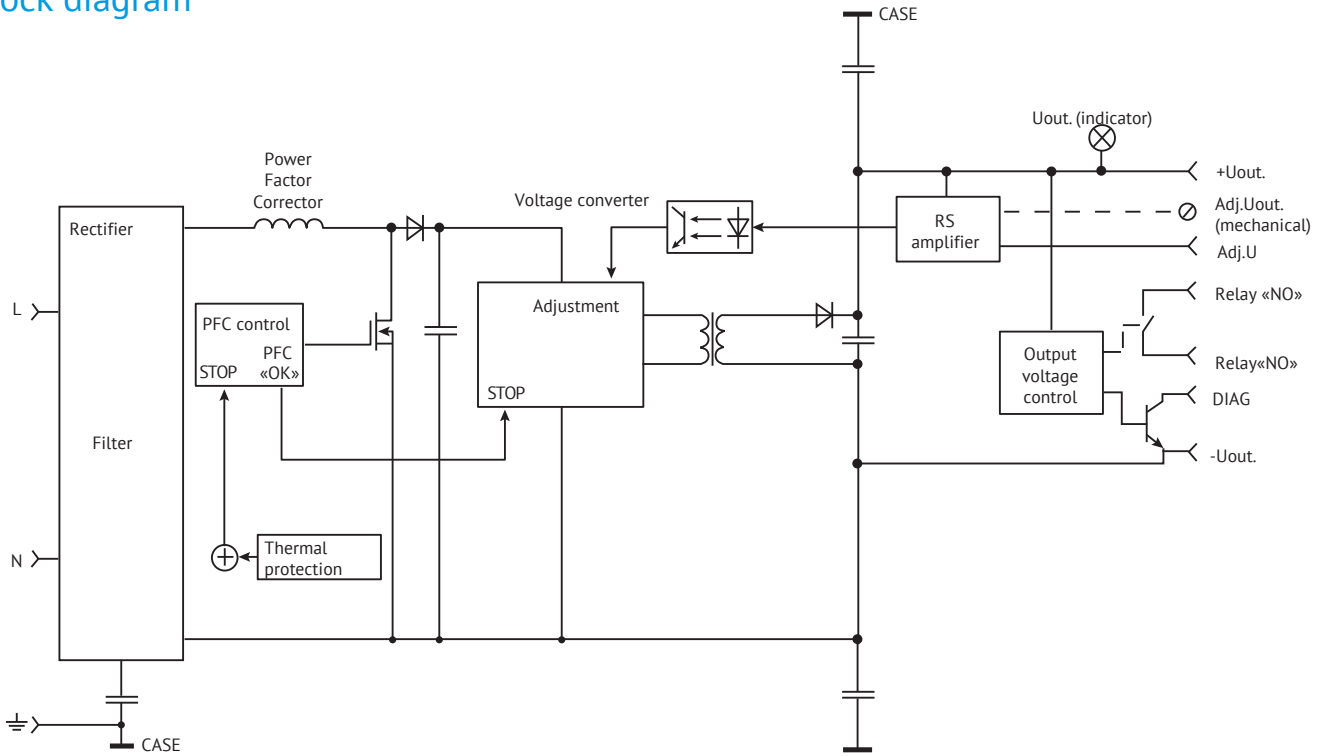 ock diagram
CASE
Uout. (indicator)
Power
Factor
Corrector
Voltage converter
+Uout.
Rectifier
RS
amplifier
Adj.Uout.
(mechanical)
Adj.U
L
PFC control
PFC
STOP «OK»
Adjustment
STOP
Relay «NO»
Output
voltage
control
Relay«NO»
DIAG
-Uout.
Filter
N
Thermal
protection
CASE